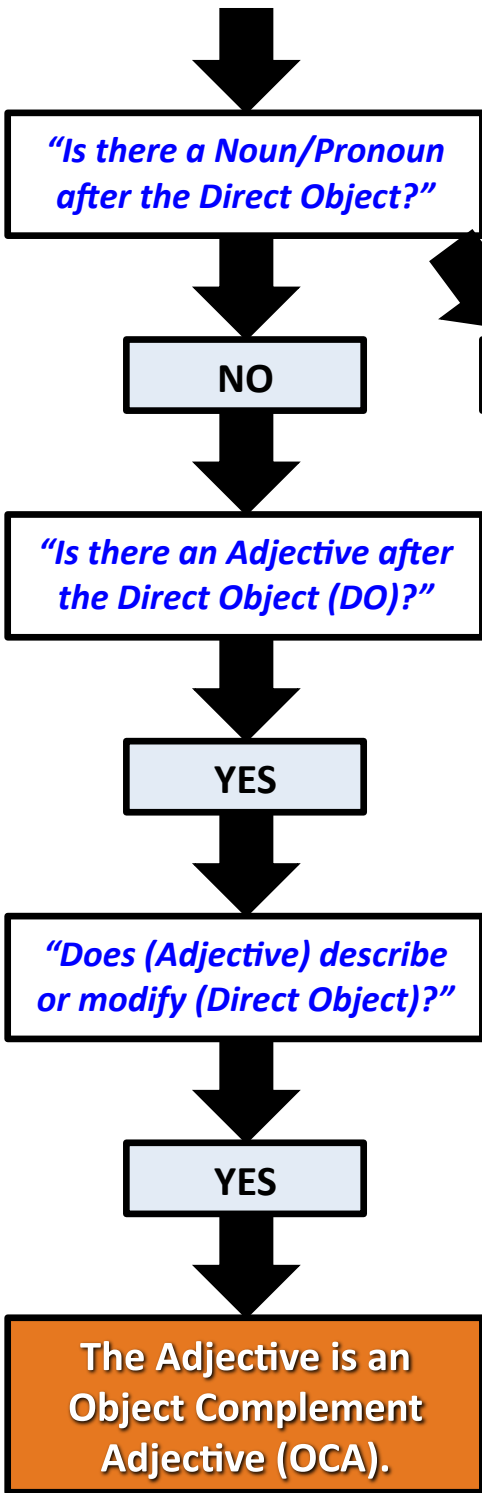 “Is there a Noun/Pronoun
after the Direct Object?”
NO
“Is there an Adjective after
the Direct Object (DO)?”
YES
“Does (Adjective) describe
or modify (Direct Object)?”
YES
The Adjective is an
Object Complement
Adjective (OCA).